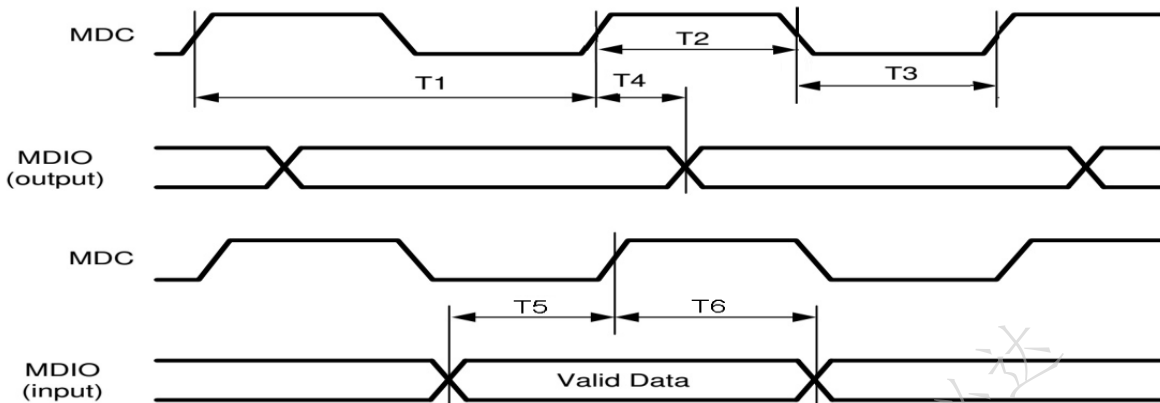 MDC
T1
T2
T3
T4
MDIO
(output)
MDC
T5
T6
MDIO
(input)
Valid Data